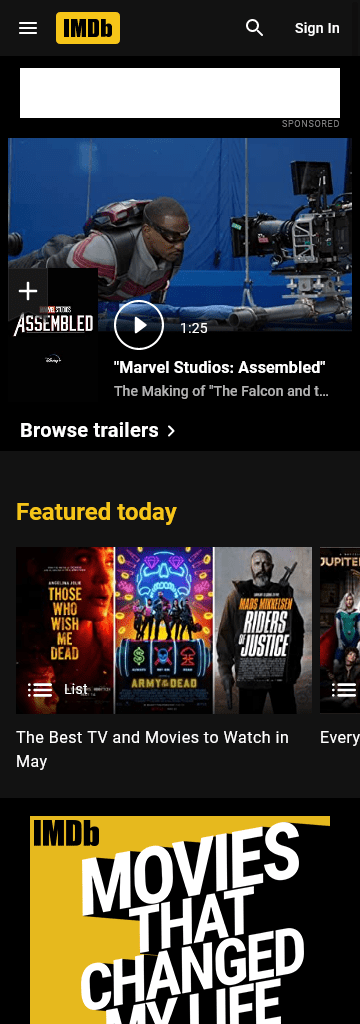 IMDb
Sign In
SPONSORED
MARVEL STUDIOS
ASSEMBLED
Disney+
1:25
"Marvel Studios: Assembled"
The Making of "The Falcon and t...
Browse trailers
Featured today
ANGELINA JOLIE
THOSE
WHO
WISH
ME
DEAD
ARMY OF THE DEAD
MADS MIKKELSEN
RIDERS
OF JUSTICE
JUPITER'
List
The Best TV and Movies to Watch in
May
Every
IMDb
MOVIES
THAT
CHANGED
MY LIFE